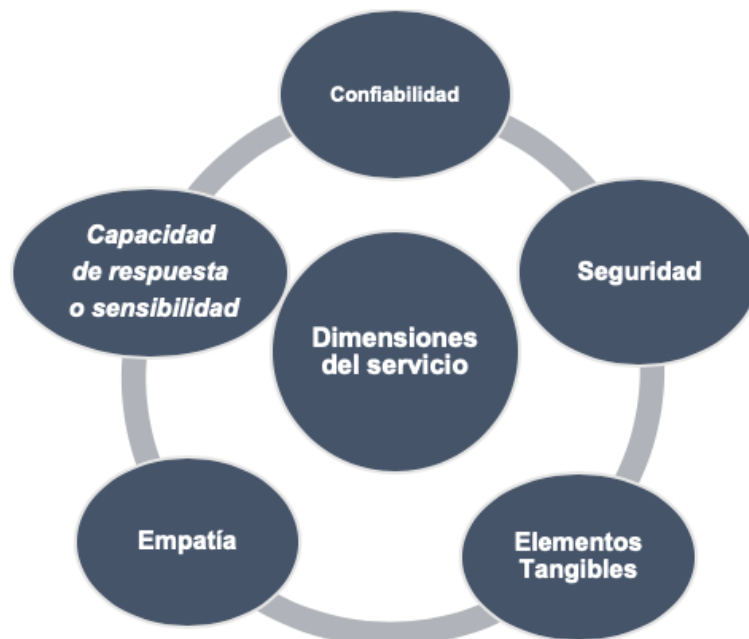 Confiabilidad
Capacidad
de respuesta
o sensibilidad
Seguridad
Dimensiones
del servicio
Empatía
Elementos
Tangibles